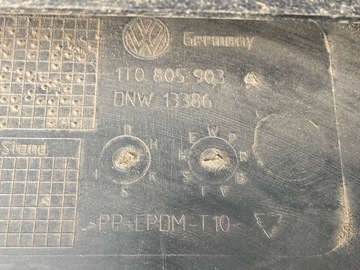 Germany
1T0 805 903
DNW 13386
Stand
PP-EPDM-T10